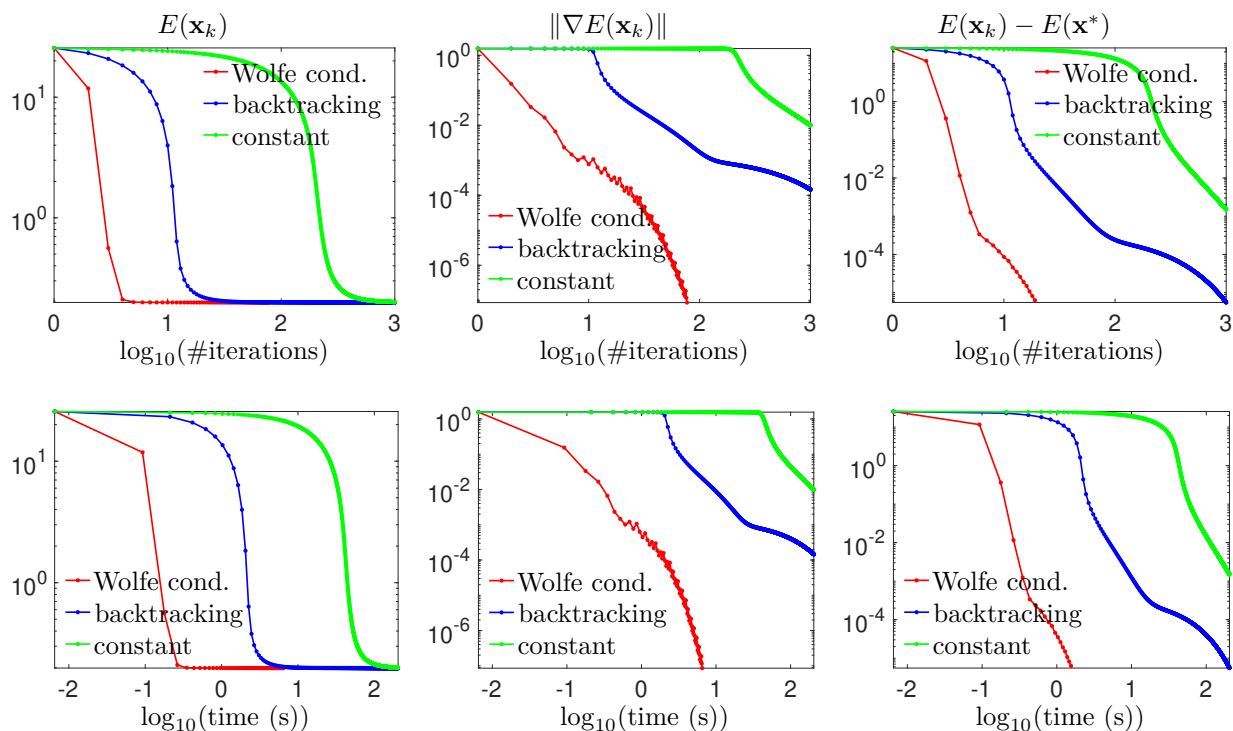 E(x_k)
10^1
10^0
Wolfe cond.
backtracking
constant
0 1 2 3
log_10(#iterations)
‖∇E(x_k)‖
10^0
10^-2
10^-4
10^-6
Wolfe cond.
backtracking
constant
0 1 2 3
log_10(#iterations)
E(x_k) − E(x*)
10^0
10^-2
10^-4
Wolfe cond.
backtracking
constant
0 1 2 3
log_10(#iterations)
10^1
10^0
Wolfe cond.
backtracking
constant
-2 -1 0 1 2
log_10(time (s))
10^0
10^-2
10^-4
10^-6
Wolfe cond.
backtracking
constant
-2 -1 0 1 2
log_10(time (s))
10^0
10^-2
10^-4
Wolfe cond.
backtracking
constant
-2 -1 0 1 2
log_10(time (s))